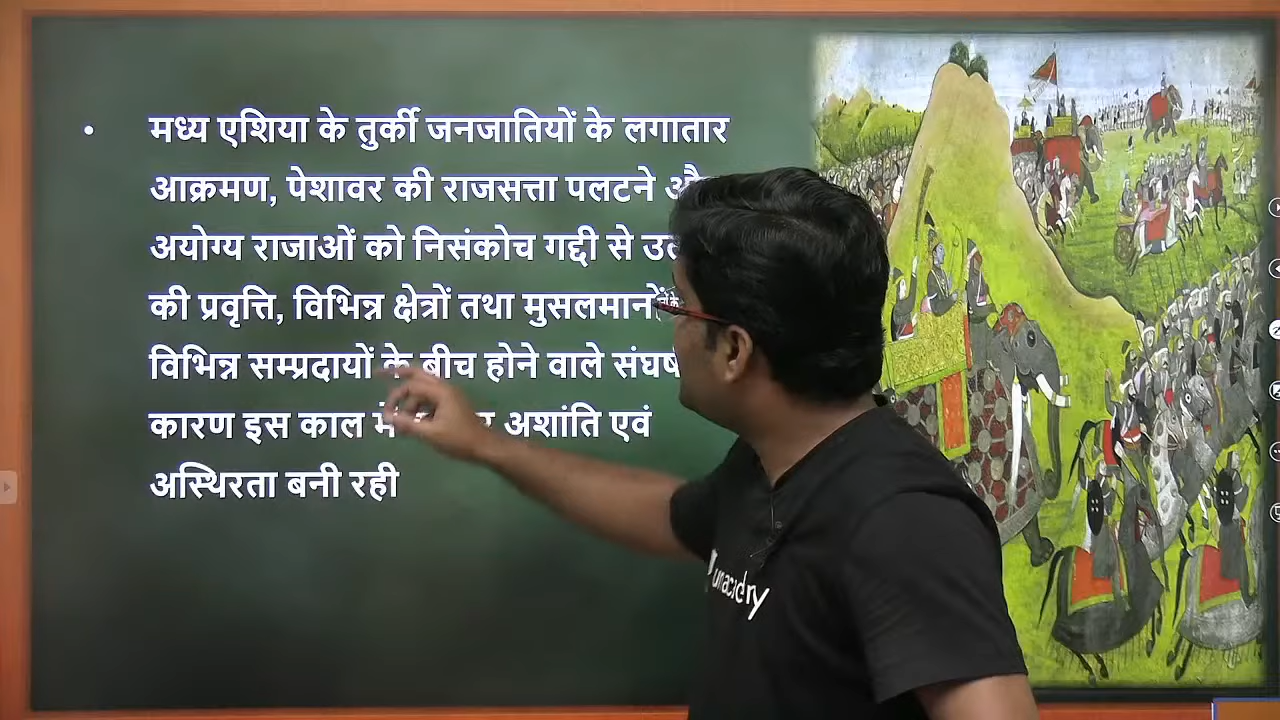 मध्य एशिया के तुर्की जनजातियों के लगातार
आक्रमण, पेशावर की राजसत्ता पलटने
अयोग्य राजाओं को निसंकोच गद्दी से
की प्रवृत्ति, विभिन्न क्षेत्रों तथा मुसलमानों
विभिन्न सम्प्रदायों के बीच होने वाले
कारण इस काल में अशांति एवं
अस्थिरता बनी रही
unacademy